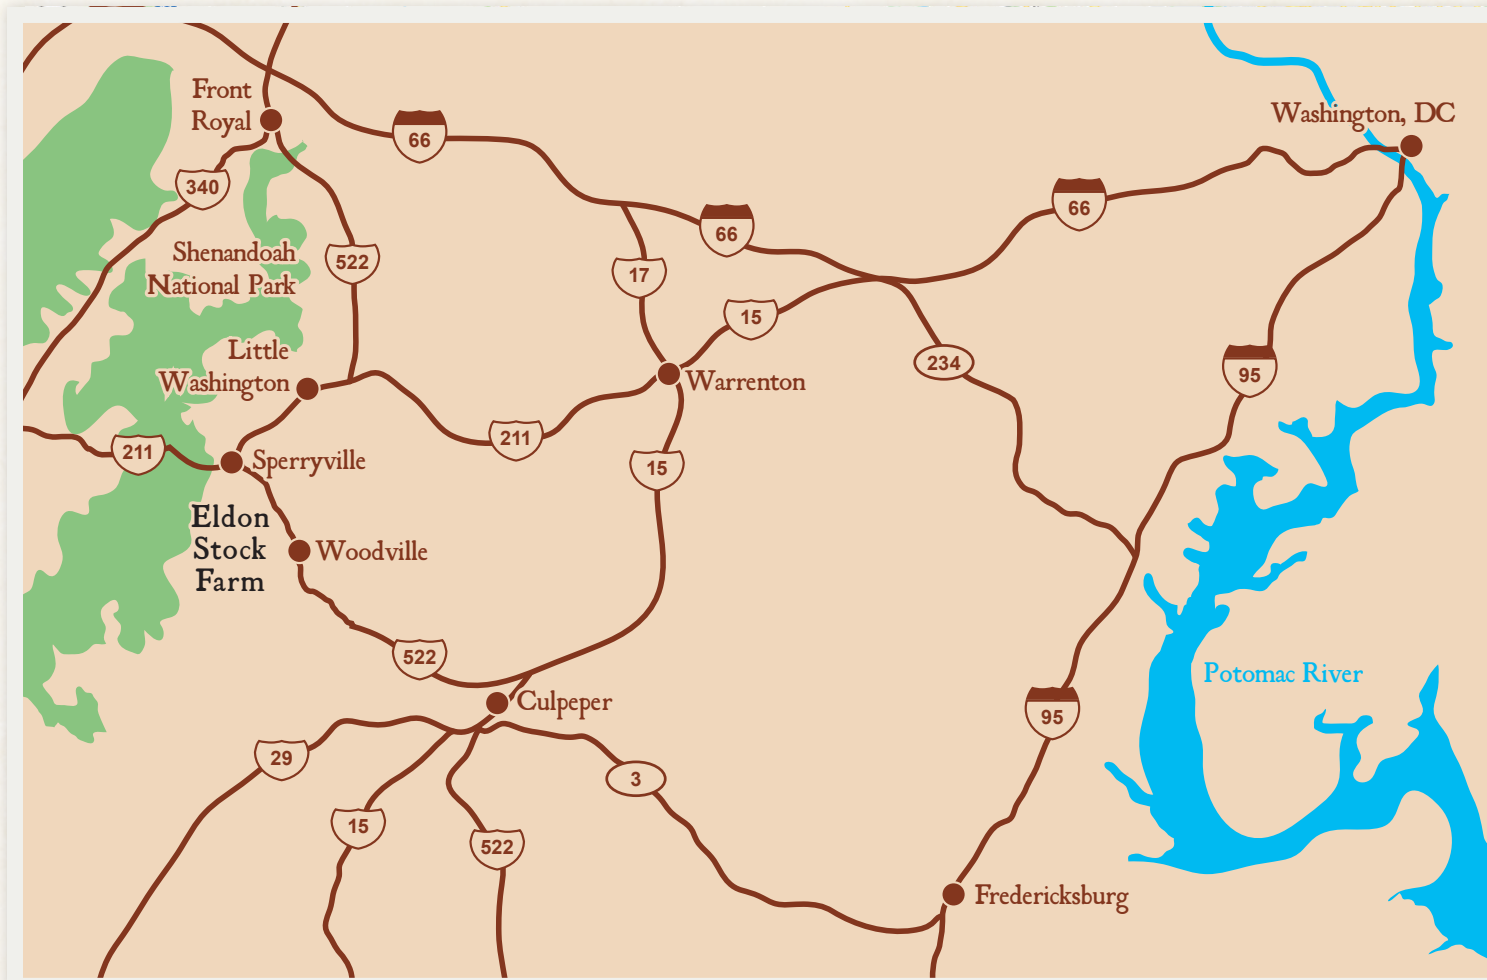 Front
Royal
66
Washington, DC
340
66
66
Shenandoah
National Park
522
17
15
Little
Washington
234
Warrenton
95
211
211
Sperryville
15
Eldon
Stock
Farm
Woodville
522
Potomac River
Culpeper
95
29
3
15
522
Fredericksburg